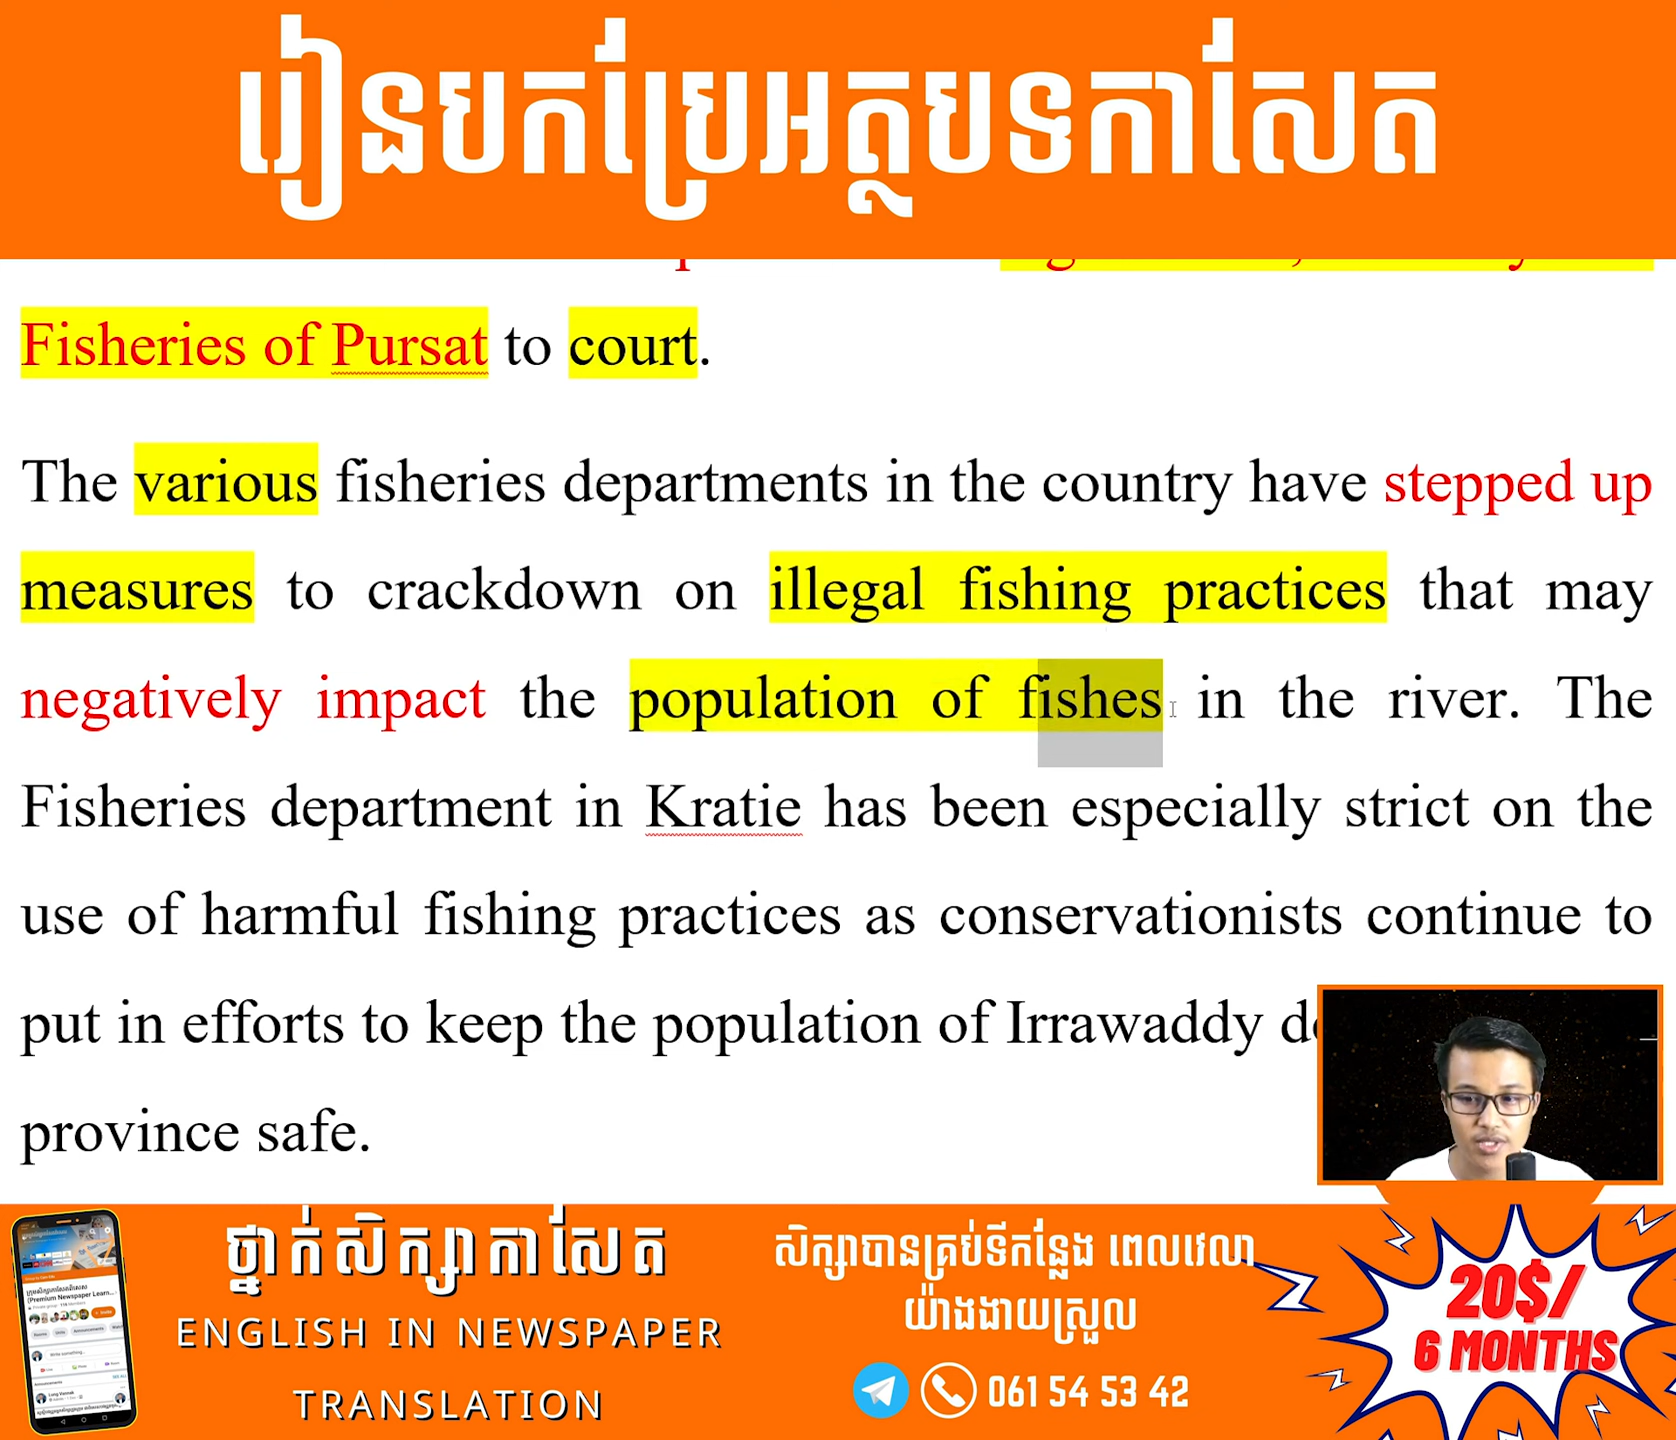 រៀនបកប្រែអត្ថបទកាសែត
Fisheries of Pursat to court.
The various fisheries departments in the country have stepped up
measures to crackdown on illegal fishing practices that may
negatively impact the population of fishes in the river. The
Fisheries department in Kratie has been especially strict on the
use of harmful fishing practices as conservationists continue to
put in efforts to keep the population of Irrawaddy
province safe.
ថ្នាក់សិក្សាកាសែត
ENGLISH IN NEWSPAPER
TRANSLATION
សិក្សាបានគ្រប់ទីកន្លែង ពេលវេលា
យ៉ាងងាយស្រួល
061 54 53 42
20$/
6 MONTHS
(Premium Newspaper Learn...